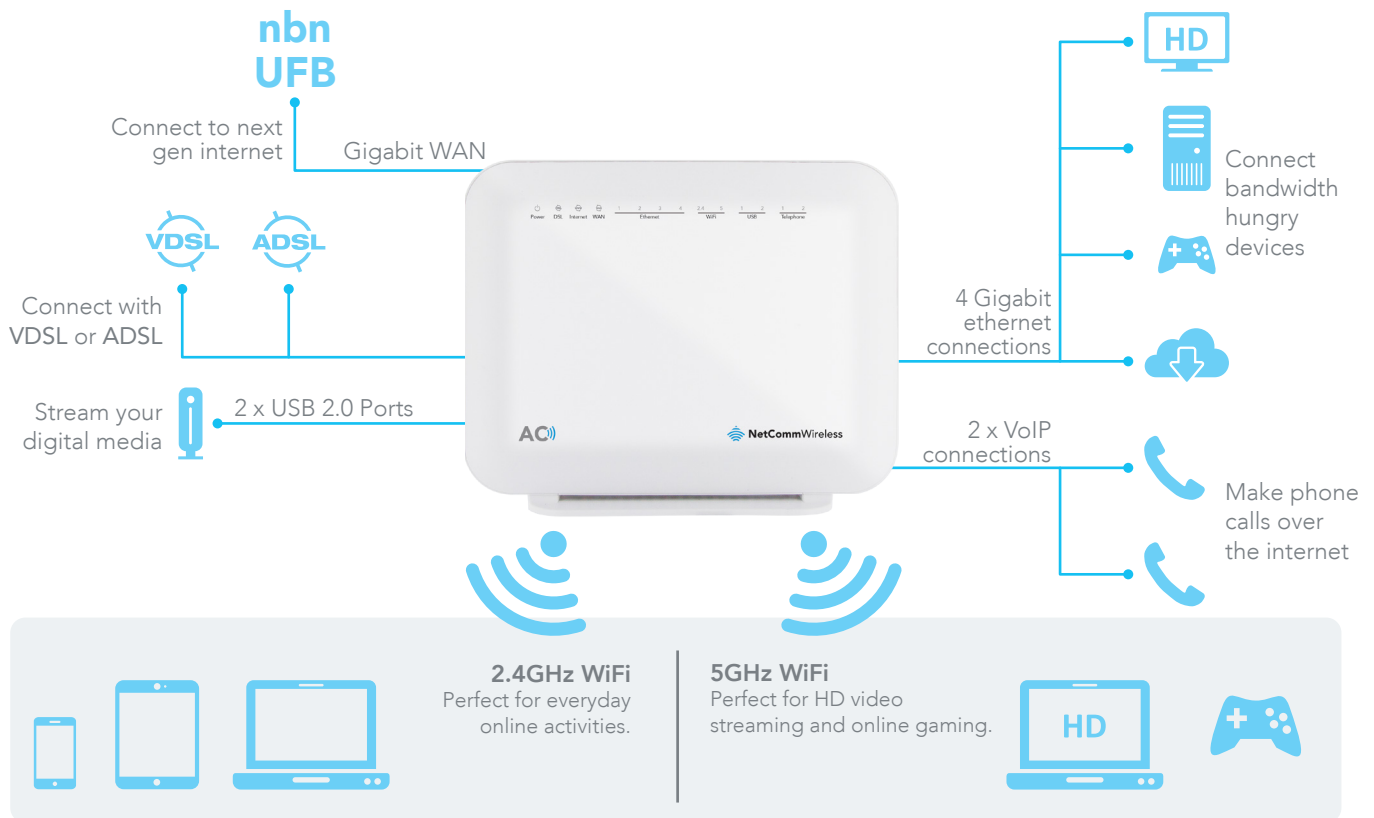 nbn
UFB
Connect to next
gen internet
Gigabit WAN
VDSL
ADSL
Connect with
VDSL or ADSL
Stream your
digital media
2 x USB 2.0 Ports
Power DSL Internet WAN
1 2 3 4
Ethernet
2.4 5
WiFi
1 2
USB
1 2
Telephone
AC
NetCommWireless
HD
Connect
bandwidth
hungry
devices
4 Gigabit
ethernet
connections
2 x VoIP
connections
Make phone
calls over
the internet
2.4GHz WiFi
Perfect for everyday
online activities.
5GHz WiFi
Perfect for HD video
streaming and online gaming.
HD